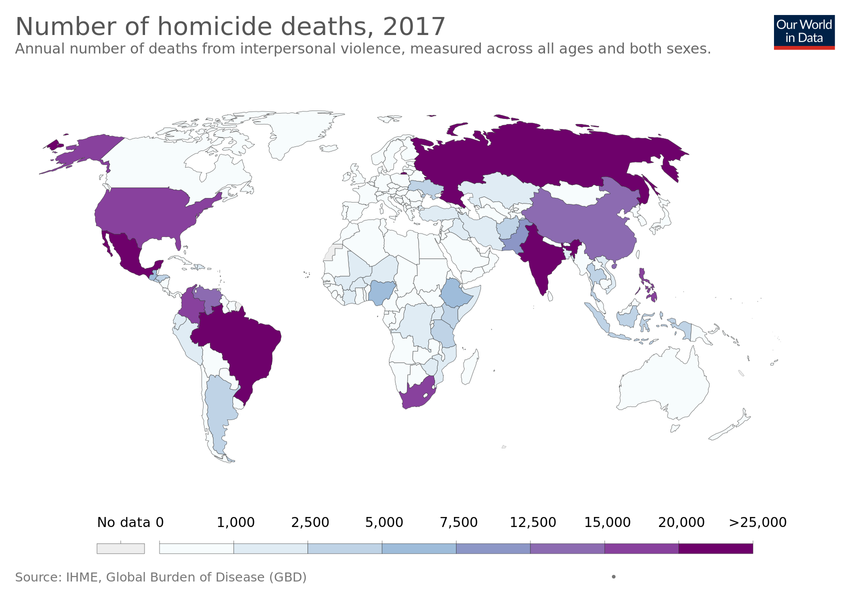 Number of homicide deaths, 2017
Our World
in Data
Annual number of deaths from interpersonal violence, measured across all ages and both sexes.
No data 0 1,000 2,500 5,000 7,500 12,500 15,000 20,000 >25,000
Source: IHME, Global Burden of Disease (GBD)